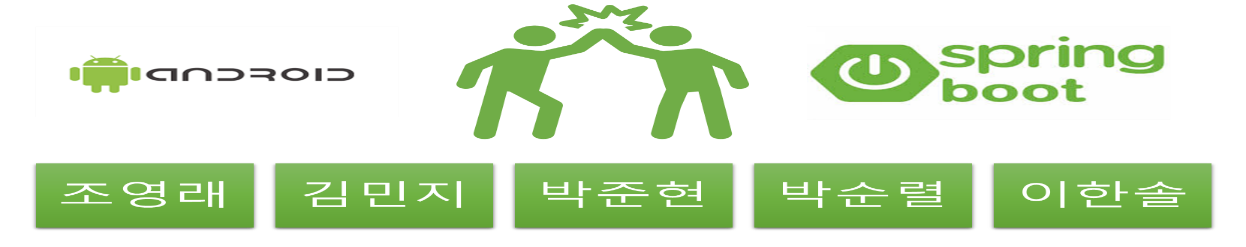 android
spring
boot
조영래 김민지 박준현 박순렬 이한솔